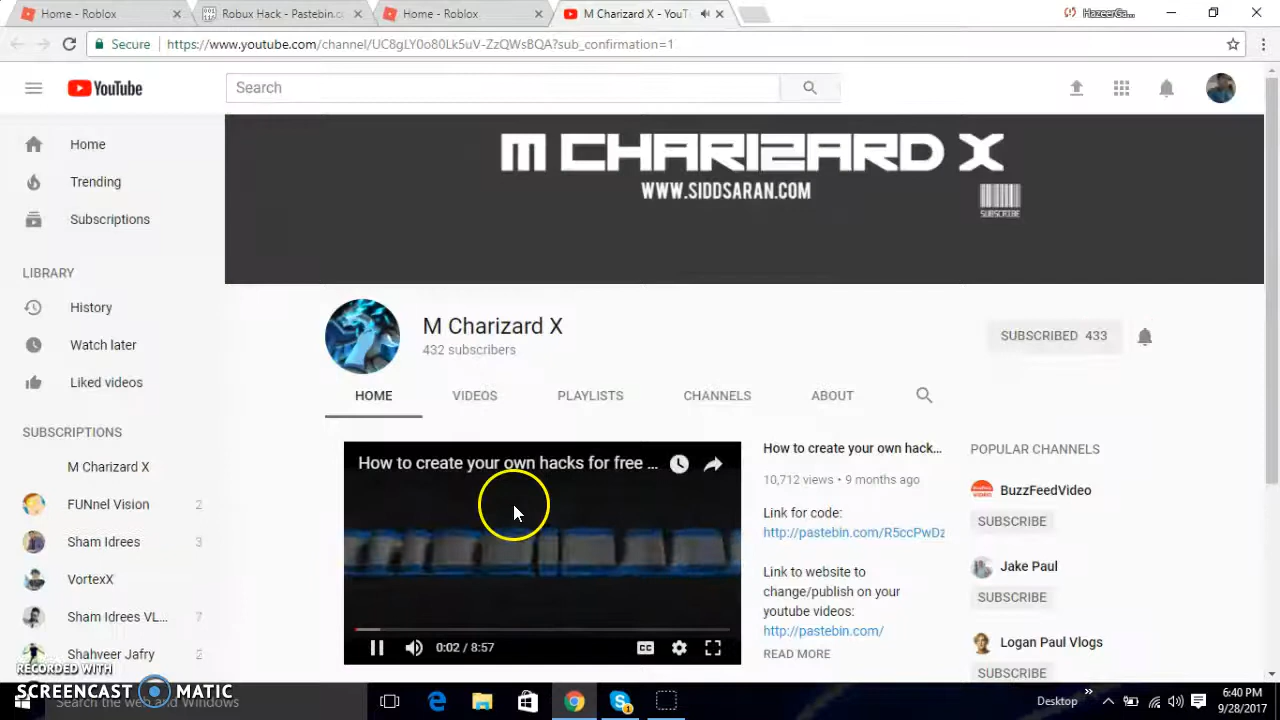 Home - Roblox
Robux Hack - Pastebin.c
Home - Roblox
M Charizard X - YouT
HazeerGa...
Secure
https://www.youtube.com/channel/UC8gLY0o80Lk5uV-ZzQWsBQA?sub_confirmation=1
YouTube
Search
Home
Trending
Subscriptions
LIBRARY
History
Watch later
Liked videos
SUBSCRIPTIONS
M Charizard X
FUNnel Vision 2
Sham Idrees 3
VortexX
Sham Idrees VL... 7
Shahveer Jafry 2
M CHARIZARD X
WWW.SIDDSARAN.COM
SUBSCRIBE
M Charizard X
432 subscribers
SUBSCRIBED 433
HOME
VIDEOS
PLAYLISTS
CHANNELS
ABOUT
How to create your own hacks for free ...
0:02 / 8:57
CC
How to create your own hack...
10,712 views • 9 months ago
Link for code:
http://pastebin.com/R5ccPwDz
Link to website to
change/publish on your
youtube videos:
http://pastebin.com/
READ MORE
POPULAR CHANNELS
BuzzFeedVideo
SUBSCRIBE
Jake Paul
SUBSCRIBE
Logan Paul Vlogs
SUBSCRIBE
RECORDED WITH
SCREENCAST MATIC
Search the web and Windows
Desktop
6:40 PM
9/28/2017